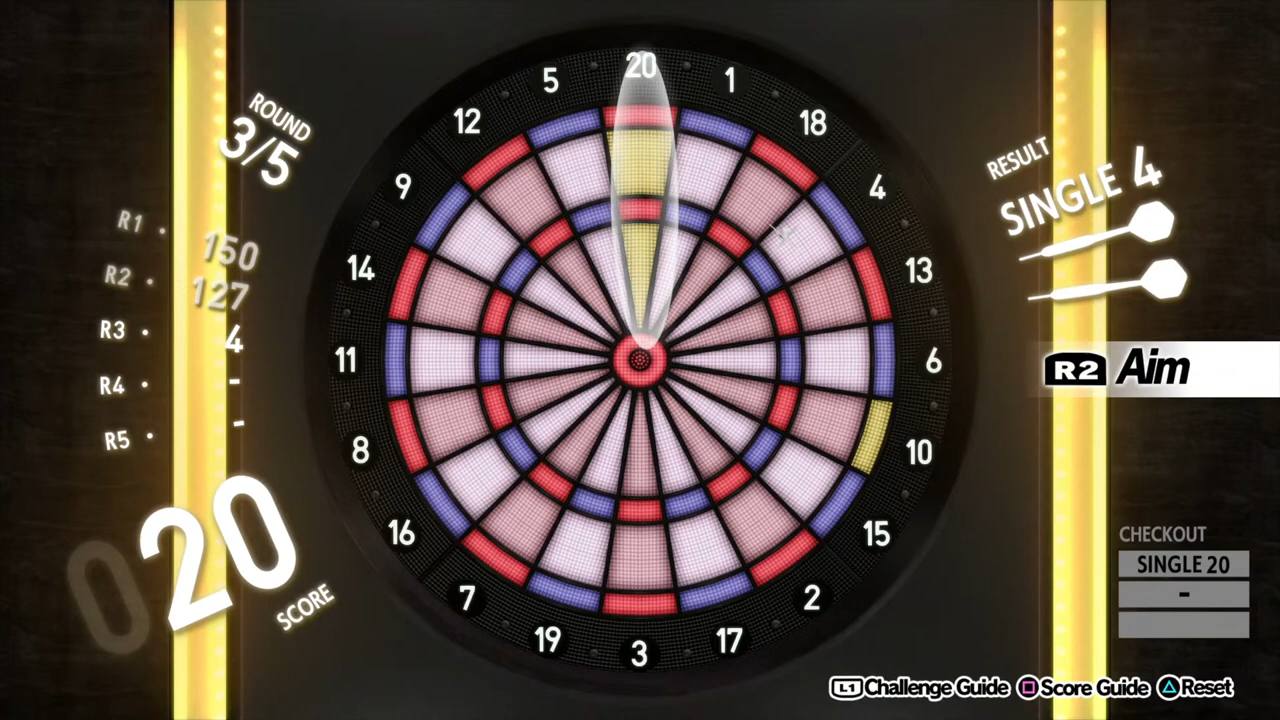 ROUND
3/5
R1 • 150
R2 • 127
R3 • 4
R4 • -
R5 • -
020
SCORE
20
1
18
4
13
6
10
15
2
17
3
19
7
16
8
11
14
9
12
5
RESULT
SINGLE 4
R2 Aim
CHECKOUT
SINGLE 20
-
L1 Challenge Guide Score Guide Reset